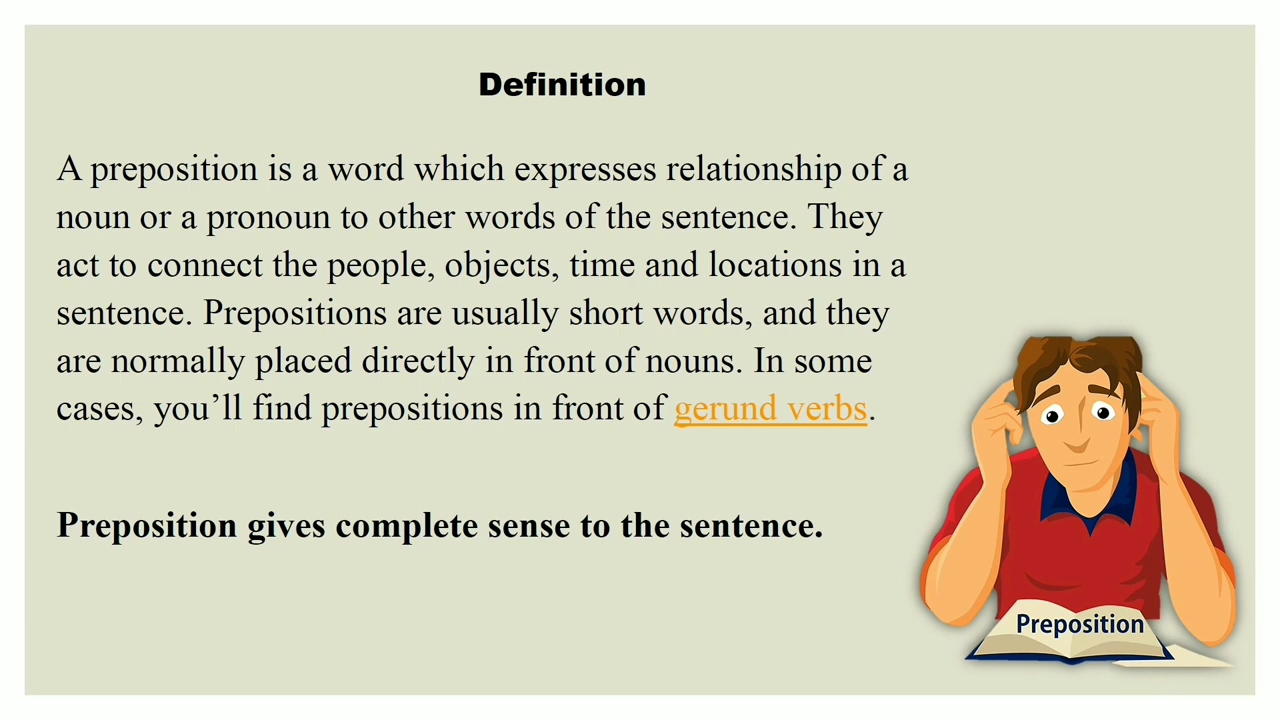 Definition
A preposition is a word which expresses relationship of a
noun or a pronoun to other words of the sentence. They
act to connect the people, objects, time and locations in a
sentence. Prepositions are usually short words, and they
are normally placed directly in front of nouns. In some
cases, you’ll find prepositions in front of gerund verbs.
Preposition gives complete sense to the sentence.
Preposition